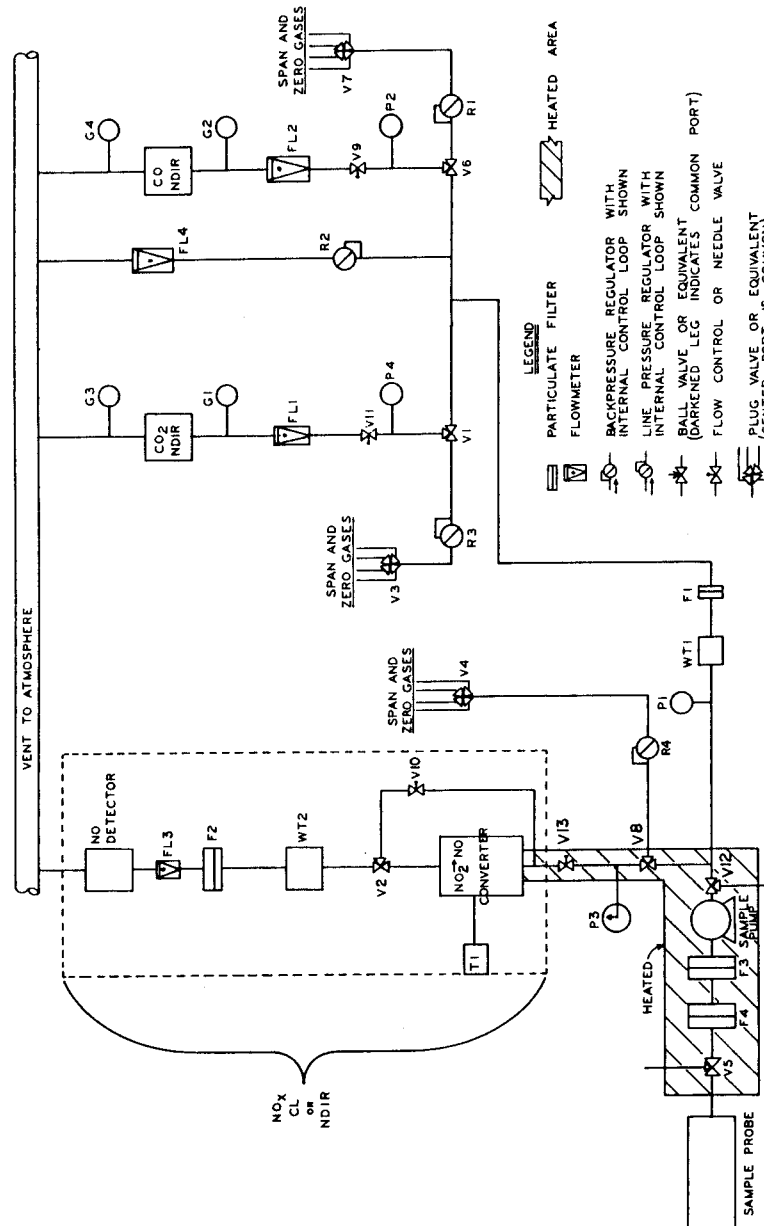 VENT TO ATMOSPHERE
G4
CO
NDIR
G2
FL2
V9
P2
V6
R1
SPAN AND
ZERO GASES
V7
FL4
R2
G3
CO2
NDIR
G1
FL1
V11
P4
V1
R3
SPAN AND
ZERO GASES
V3
NO
DETECTOR
FL3
F2
WT2
V2
V10
NO2→NO
CONVERTER
T1
NOX
CL
OR
NDIR
SPAN AND
ZERO GASES
V4
R4
V13
V8
P3
HEATED
V12
SAMPLE
PUMP
F3
F4
V5
SAMPLE PROBE
P1
WT1
F1
LEGEND
PARTICULATE FILTER
FLOWMETER
BACKPRESSURE REGULATOR WITH
INTERNAL CONTROL LOOP SHOWN
LINE PRESSURE REGULATOR WITH
INTERNAL CONTROL LOOP SHOWN
BALL VALVE OR EQUIVALENT
(DARKENED LEG INDICATES COMMON PORT)
FLOW CONTROL OR NEEDLE VALVE
PLUG VALVE OR EQUIVALENT
HEATED AREA